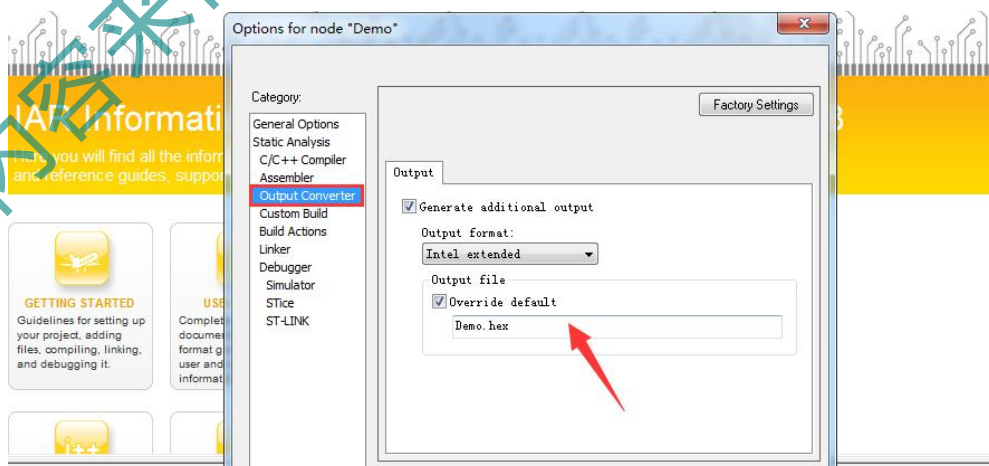 Options for node "Demo"
IAR Informati
Here you will find all the inform
and reference guides, suppor
GETTING STARTED
Guidelines for setting up
your project, adding
files, compiling, linking,
and debugging it.
USE
Complet
documen
format g
user and
informat
i++
Category:
General Options
Static Analysis
C/C++ Compiler
Assembler
Output Converter
Custom Build
Build Actions
Linker
Debugger
Simulator
STice
ST-LINK
Factory Settings
Output
Generate additional output
Output format:
Intel extended
Output file
Override default
Demo.hex